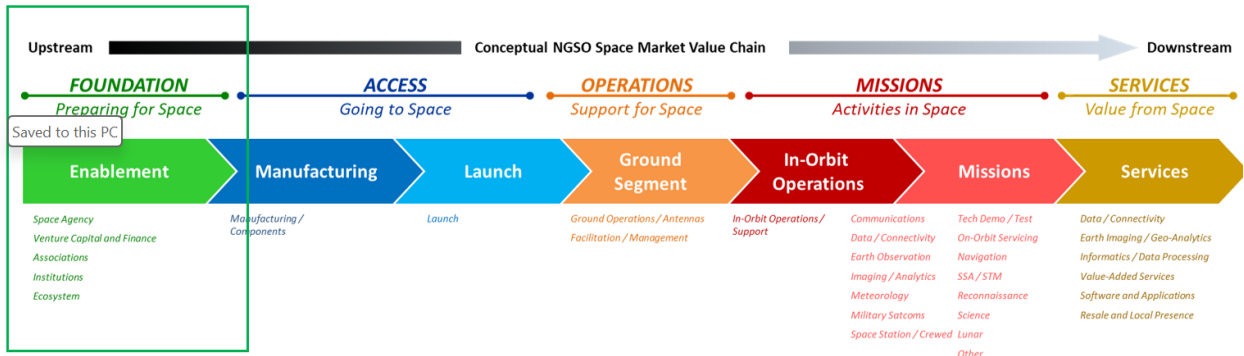 Upstream
Conceptual NGSO Space Market Value Chain
Downstream
FOUNDATION
Preparing for Space
ACCESS
Going to Space
OPERATIONS
Support for Space
MISSIONS
Activities in Space
SERVICES
Value from Space
Saved to this PC
Enablement
Manufacturing
Launch
Ground
Segment
In-Orbit
Operations
Missions
Services
Space Agency
Venture Capital and Finance
Associations
Institutions
Ecosystem
Manufacturing /
Components
Launch
Ground Operations / Antennas
Facilitation / Management
In-Orbit Operations /
Support
Communications
Data / Connectivity
Earth Observation
Imaging / Analytics
Meteorology
Military Satcoms
Space Station / Crewed
Tech Demo / Test
On-Orbit Servicing
Navigation
SSA / STM
Reconnaissance
Science
Lunar
Other
Data / Connectivity
Earth Imaging / Geo-Analytics
Informatics / Data Processing
Value-Added Services
Software and Applications
Resale and Local Presence